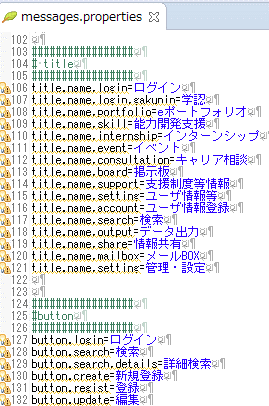 messages.properties
102
103 ##################
104 # title
105 ##################
106 title.name.login=ログイン
107 title.name.login.gakunin=学認
108 title.name.portfolio=eポートフォリオ
109 title.name.skill=能力開発支援
110 title.name.internship=インターンシップ
111 title.name.event=イベント
112 title.name.consultation=キャリア相談
113 title.name.board=掲示板
114 title.name.support=支援制度等情報
115 title.name.setting=ユーザ情報等
116 title.name.account=ユーザ情報登録
117 title.name.search=検索
118 title.name.output=データ出力
119 title.name.share=情報共有
120 title.name.mailbox=メールBOX
121 title.name.setting=管理・設定
122
123
124 ##################
125 #button
126 ##################
127 button.login=ログイン
128 button.search=検索
129 button.search.details=詳細検索
130 button.create=新規登録
131 button.regist=登録
132 button.update=編集